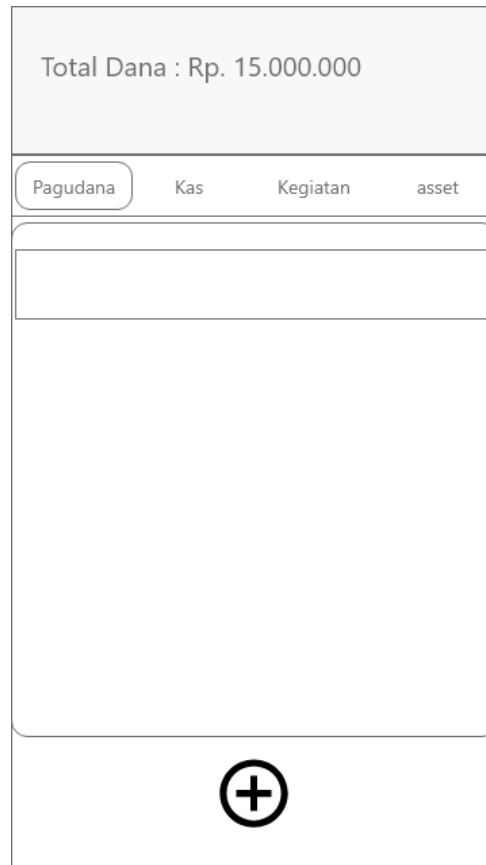 Total Dana : Rp. 15.000.000
Pagudana Kas Kegiatan asset